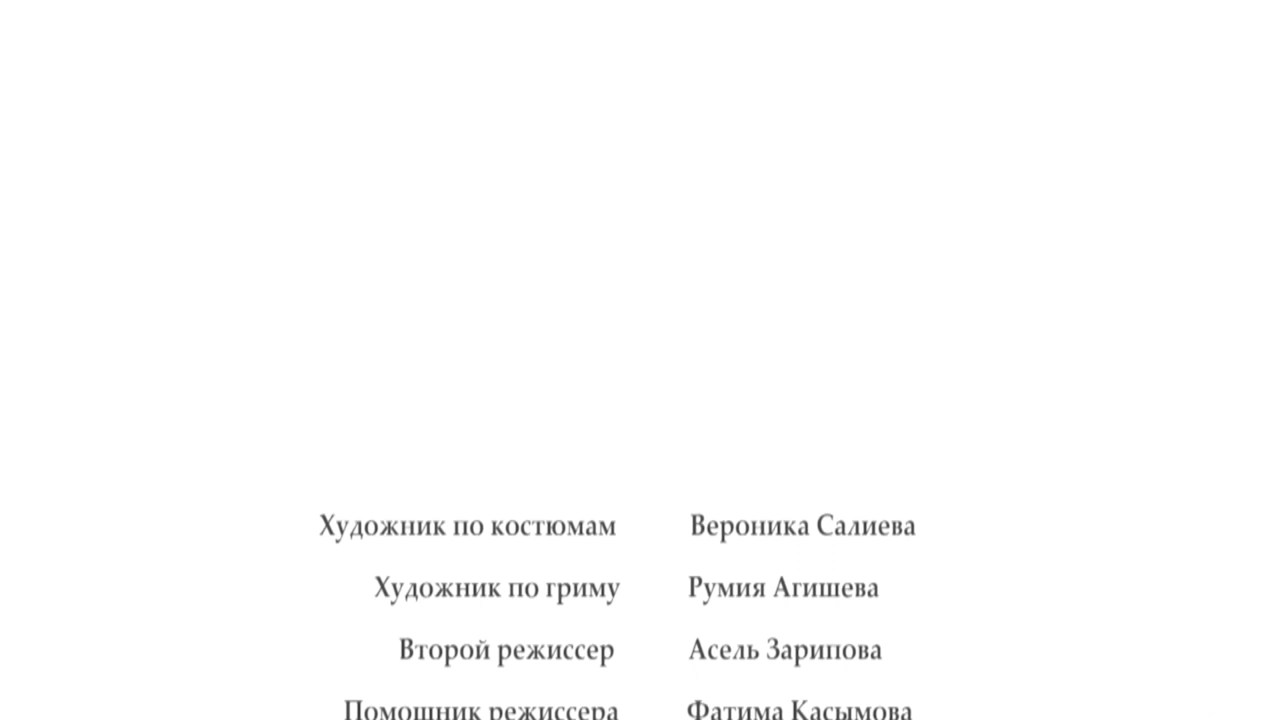 Художник по костюмам Вероника Салиева
Художник по гриму Румия Агишева
Второй режиссер Асель Зарипова
Помощник режиссера Фатима Касымова